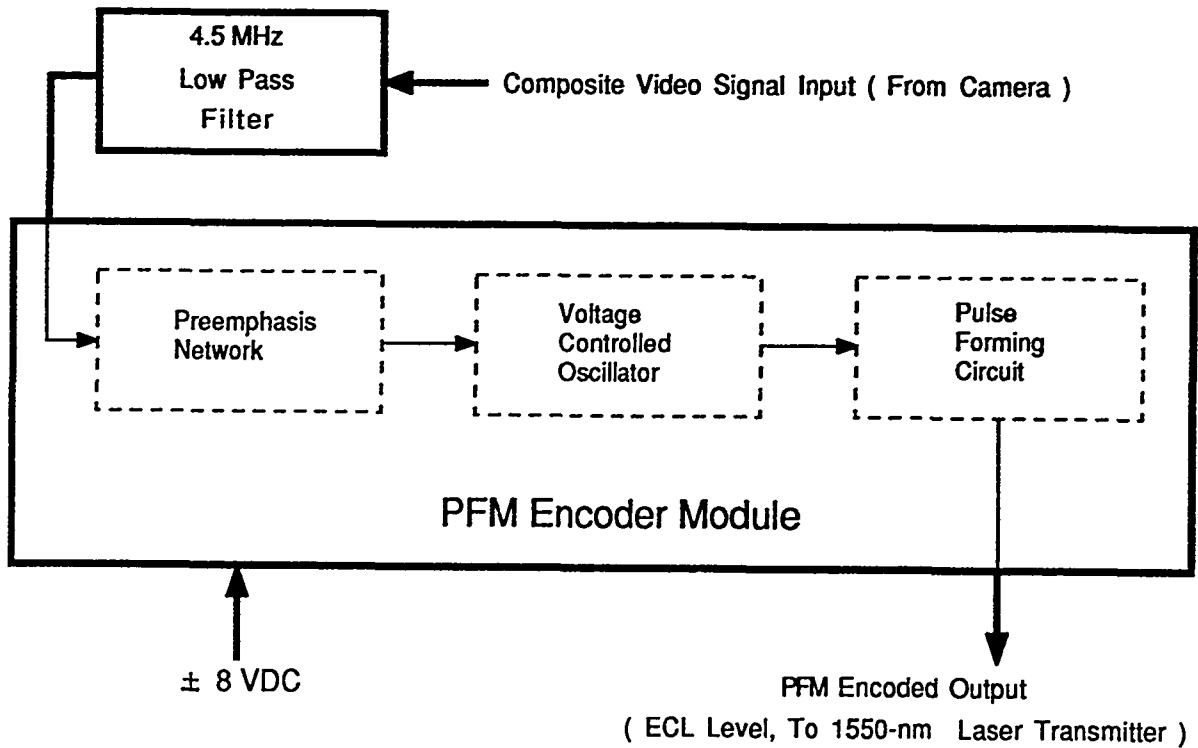 4.5 MHz
Low Pass
Filter
Composite Video Signal Input ( From Camera )
Preemphasis
Network
Voltage
Controlled
Oscillator
Pulse
Forming
Circuit
PFM Encoder Module
± 8 VDC
PFM Encoded Output
( ECL Level, To 1550-nm Laser Transmitter )